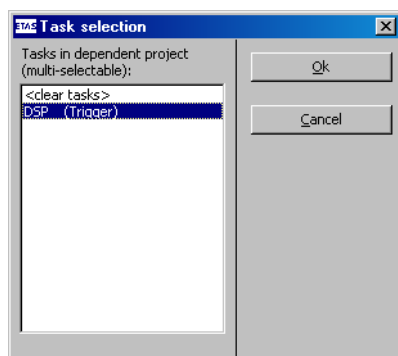 ETAS Task selection
Tasks in dependent project
(multi-selectable):
<clear tasks>
DSP (Trigger)
Ok
Cancel